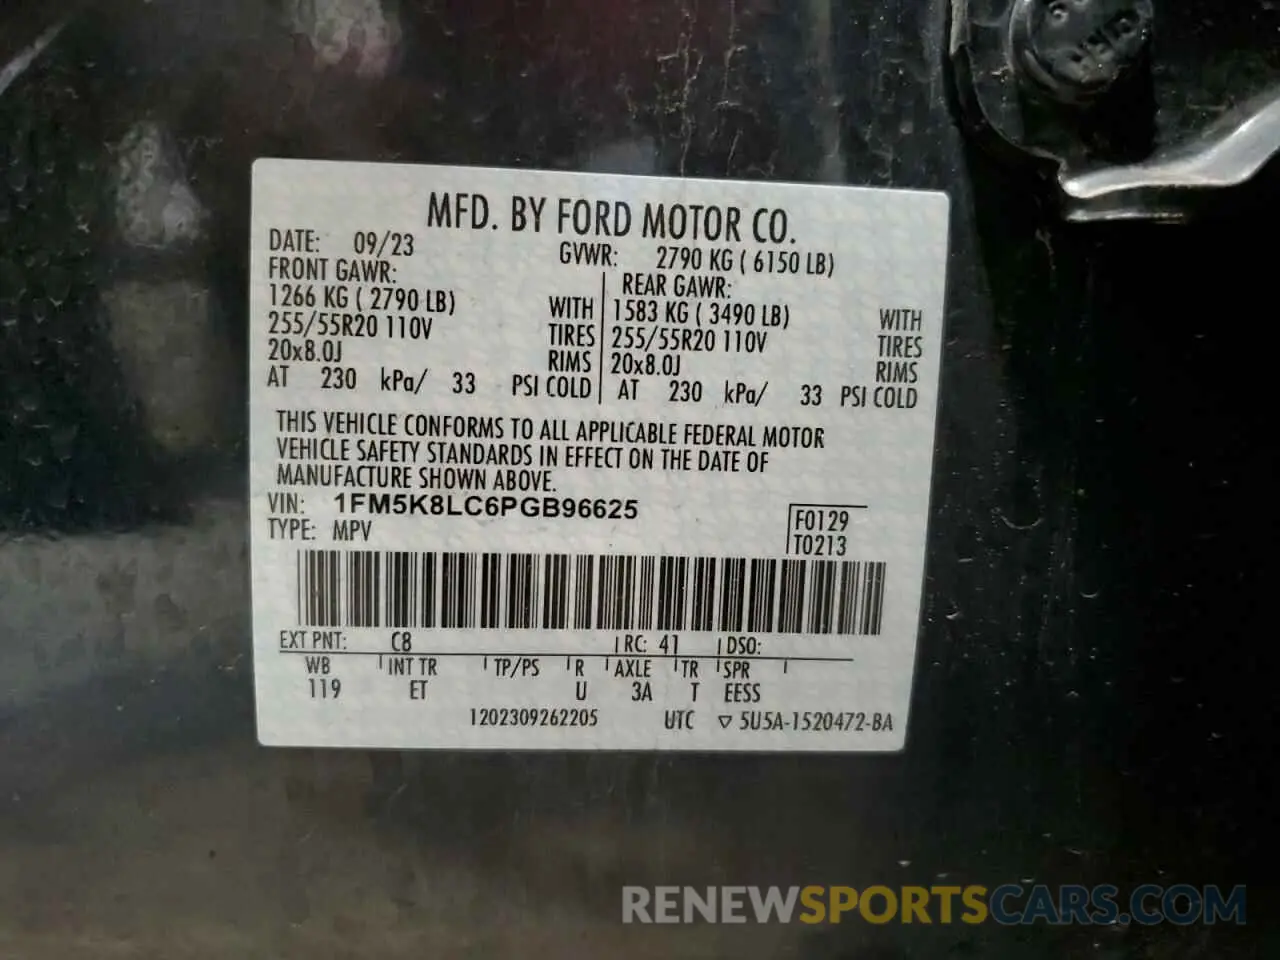 MFD. BY FORD MOTOR CO.
DATE: 09/23 GVWR: 2790 KG ( 6150 LB)
FRONT GAWR: REAR GAWR:
1266 KG ( 2790 LB) WITH 1583 KG ( 3490 LB) WITH
255/55R20 110V TIRES 255/55R20 110V TIRES
20x8.0J RIMS 20x8.0J RIMS
AT 230 kPa/ 33 PSI COLD AT 230 kPa/ 33 PSI COLD
THIS VEHICLE CONFORMS TO ALL APPLICABLE FEDERAL MOTOR
VEHICLE SAFETY STANDARDS IN EFFECT ON THE DATE OF
MANUFACTURE SHOWN ABOVE.
VIN: 1FM5K8LC6PGB96625 F0129
TYPE: MPV T0213
EXT PNT: C8 RC: 41 DSO:
WB INT TR TP/PS R AXLE TR SPR
119 ET U 3A T EESS
1202309262205 UTC ▽ 5U5A-1520472-BA
RENEWSPORTSCARS.COM